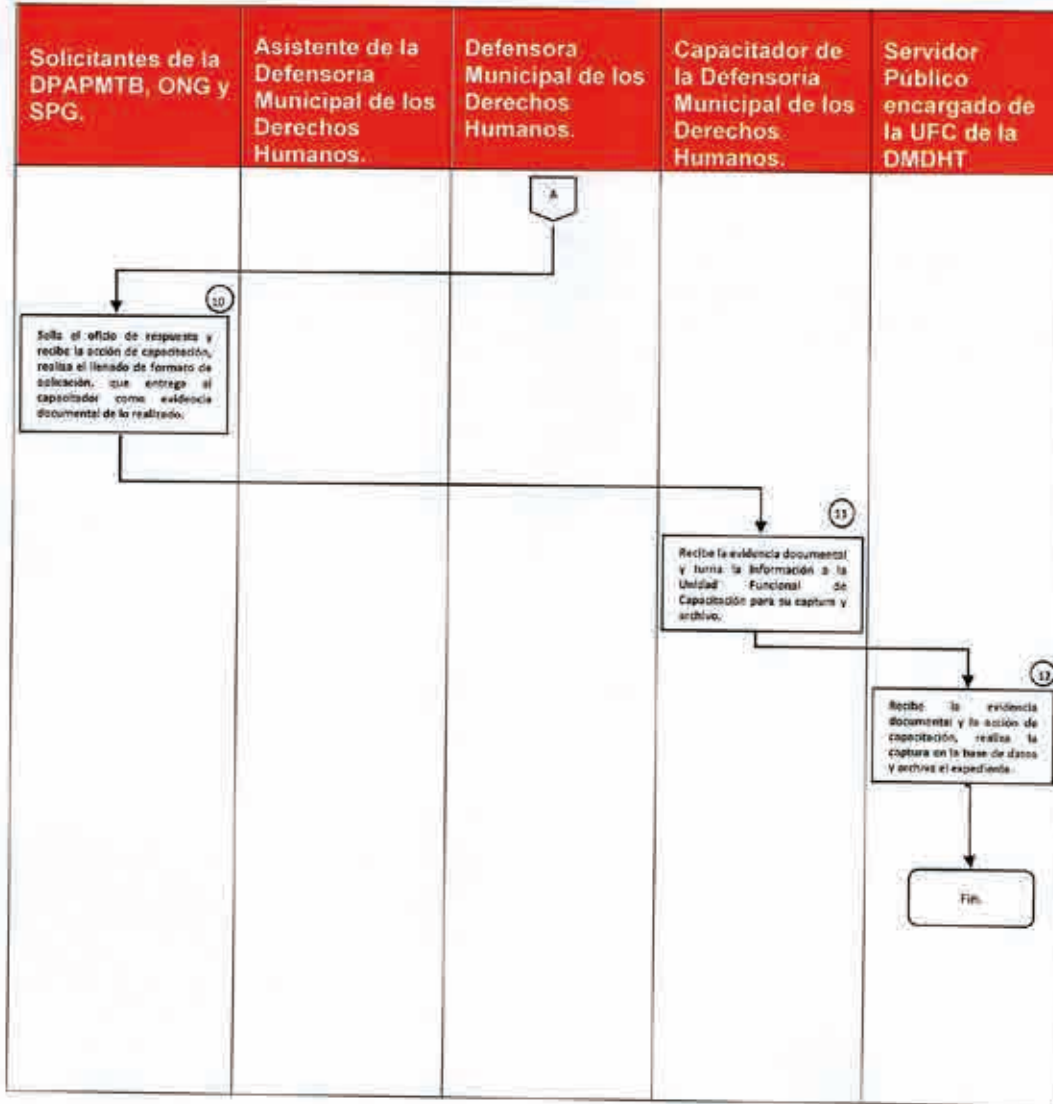 Solicitantes de la
DPAPMTB, ONG y
SPG.
Asistente de la
Defensoria
Municipal de los
Derechos
Humanos.
Defensora
Municipal de los
Derechos
Humanos.
Capacitador de
la Defensoria
Municipal de los
Derechos
Humanos.
Servidor
Público
encargado de
la UFC de la
DMDHT
A
10
Sella el oficio de respuesta y
recibe la acción de capacitación,
realiza el llenado de formato de
aplicación, que entrega al
capacitador como evidencia
documental de lo realizado.
11
Recibe la evidencia documental
y turna la información a la
Unidad Funcional de
Capacitación para su captura y
archivo.
12
Recibe la evidencia
documental y la acción de
capacitación, realiza la
captura en la base de datos
y archiva el expediente.
Fin.